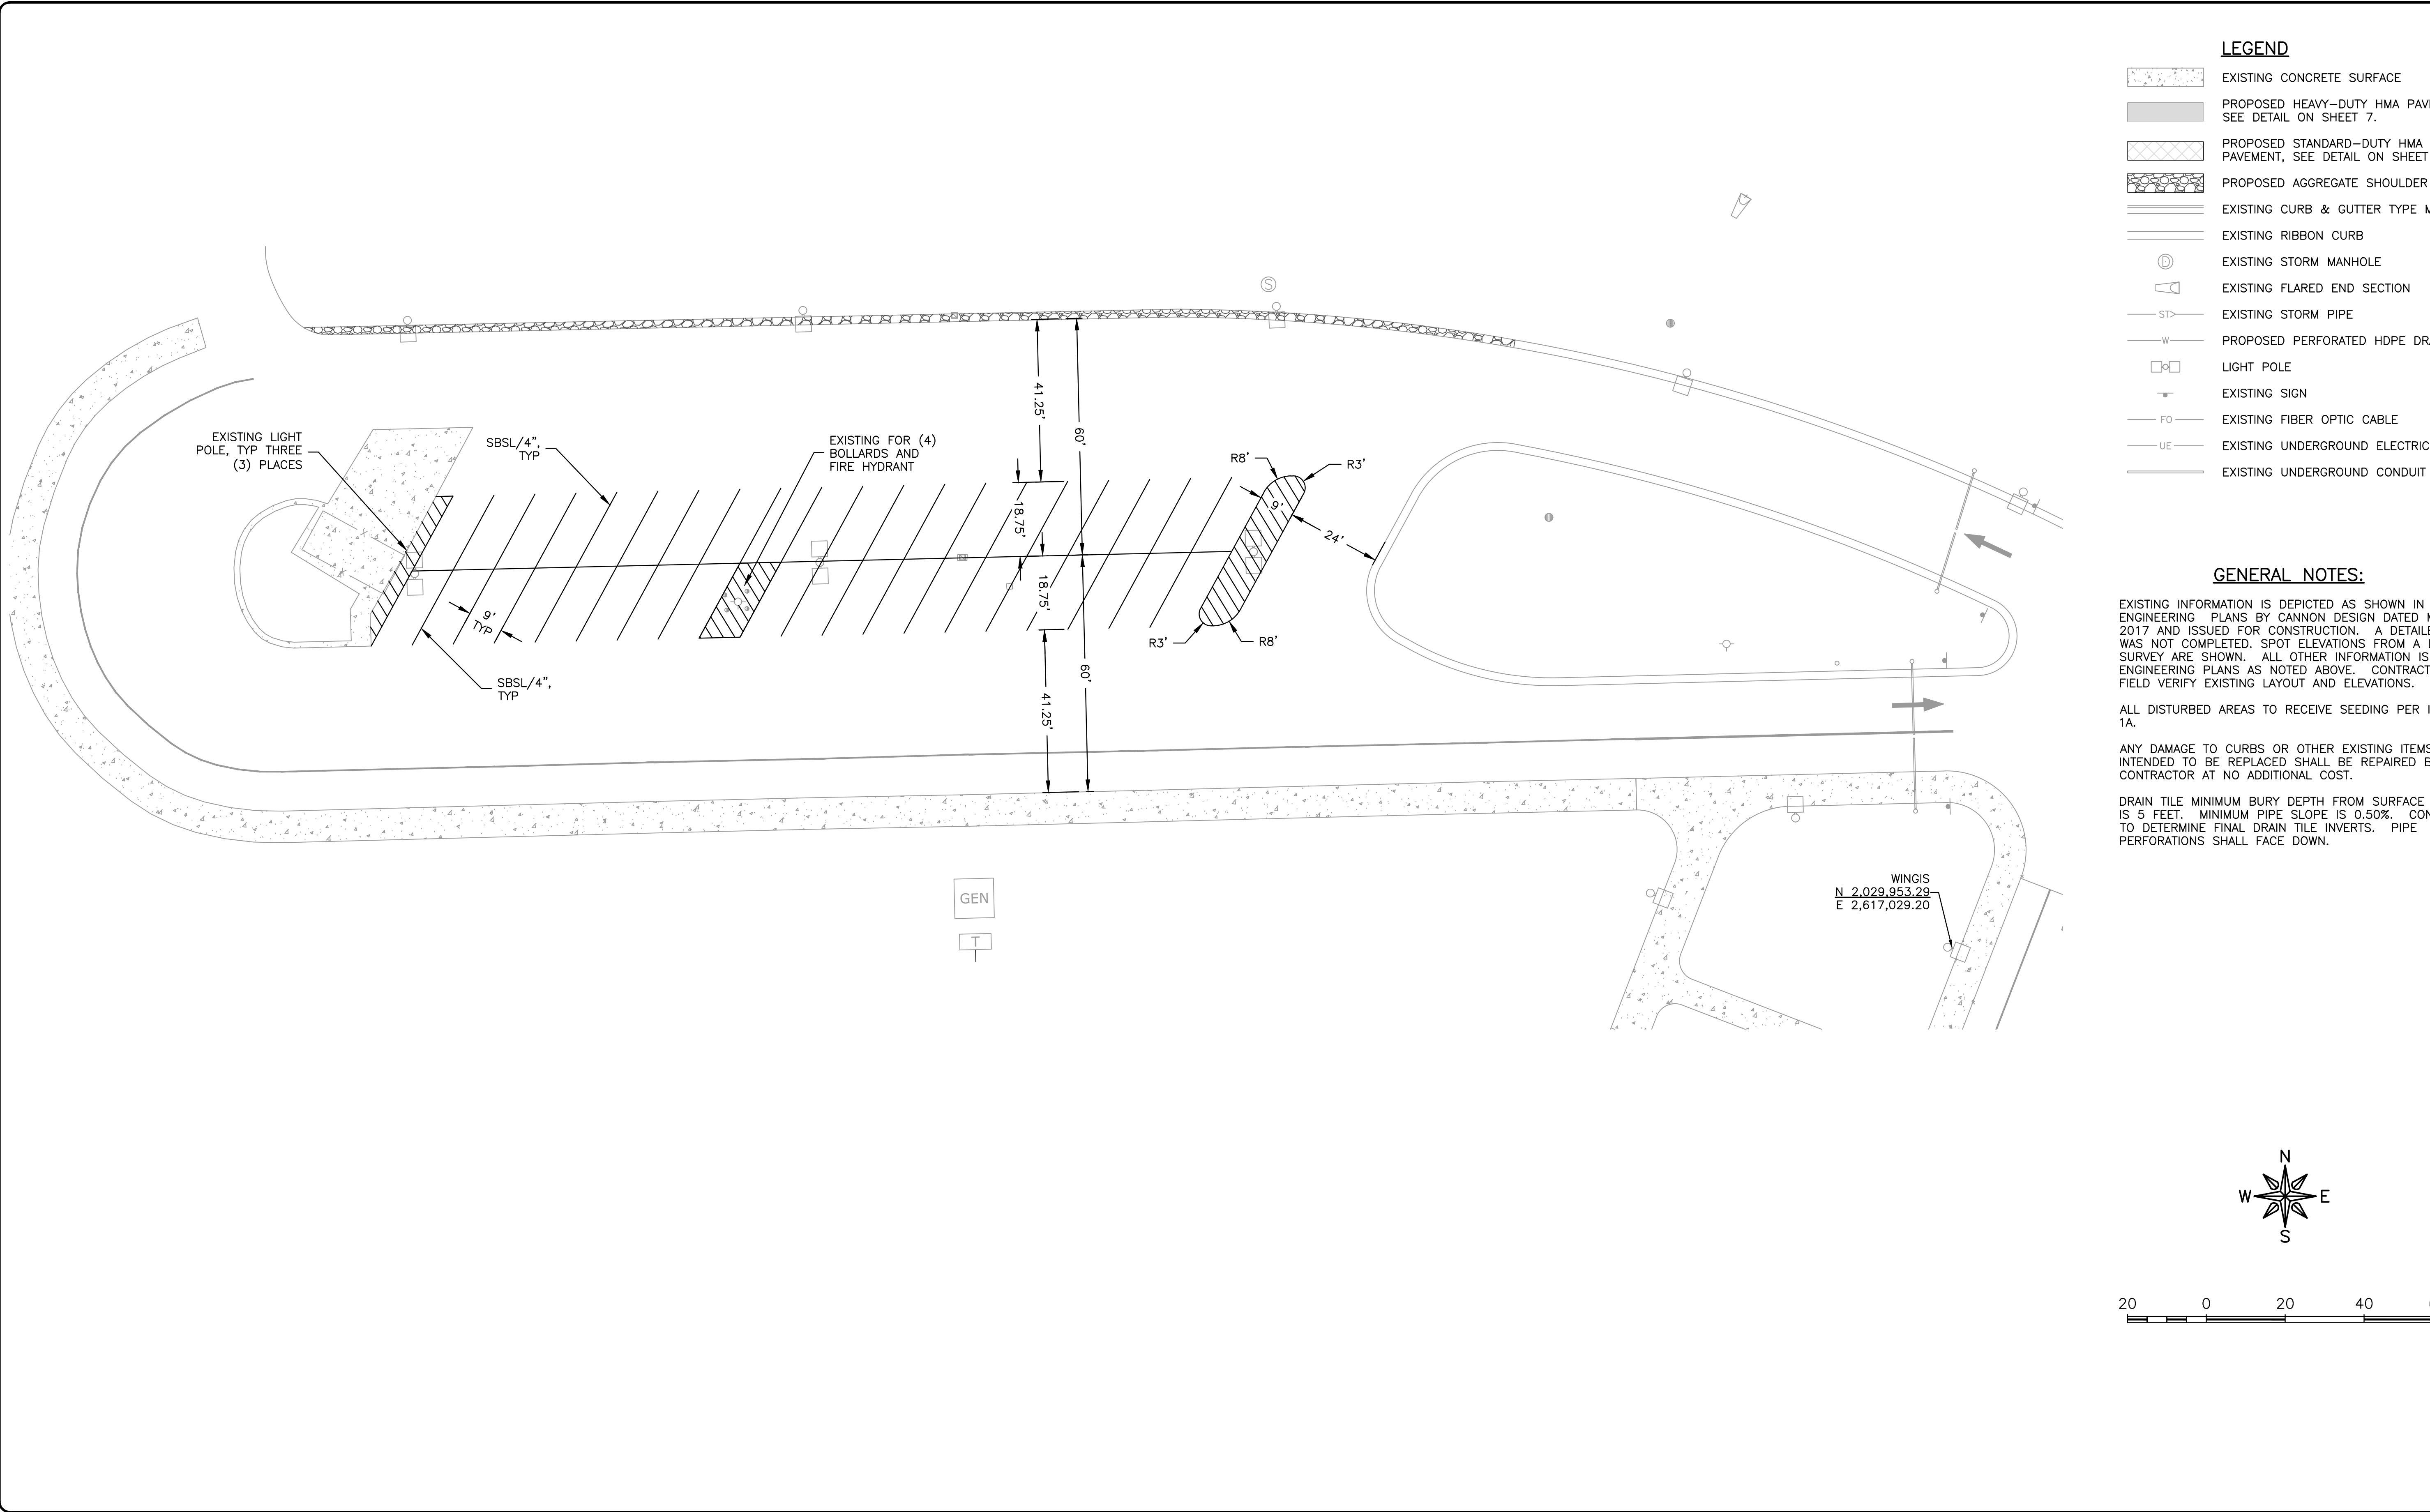 LEGEND
EXISTING CONCRETE SURFACE
PROPOSED HEAVY-DUTY HMA
SEE DETAIL ON SHEET 7.
PROPOSED STANDARD-DUTY HMA
PAVEMENT, SEE DETAIL ON SHEET
PROPOSED AGGREGATE SHOULDER
EXISTING CURB & GUTTER TYPE
EXISTING RIBBON CURB
D
EXISTING STORM MANHOLE
EXISTING FLARED END SECTION
ST>
EXISTING STORM PIPE
W
PROPOSED PERFORATED HDPE
LIGHT POLE
EXISTING SIGN
FO
EXISTING FIBER OPTIC CABLE
UE
EXISTING UNDERGROUND ELECTRIC
EXISTING UNDERGROUND CONDUIT
S
EXISTING LIGHT
POLE, TYP THREE
(3) PLACES
SBSL/4",
TYP
EXISTING FOR (4)
BOLLARDS AND
FIRE HYDRANT
41.25'
60'
18.75'
R8'
R3'
9'
24'
9'
TYP
18.75'
R3'
R8'
SBSL/4",
TYP
60'
41.25'
GEN
T
WINGIS
N 2,029,953.29
E 2,617,029.20
GENERAL NOTES:
EXISTING INFORMATION IS DEPICTED AS SHOWN IN
ENGINEERING PLANS BY CANNON DESIGN DATED
2017 AND ISSUED FOR CONSTRUCTION. A
WAS NOT COMPLETED. SPOT ELEVATIONS FROM A
SURVEY ARE SHOWN. ALL OTHER INFORMATION IS
ENGINEERING PLANS AS NOTED ABOVE.
FIELD VERIFY EXISTING LAYOUT AND ELEVATIONS.
ALL DISTURBED AREAS TO RECEIVE SEEDING PER
1A.
ANY DAMAGE TO CURBS OR OTHER EXISTING ITEMS
INTENDED TO BE REPLACED SHALL BE REPAIRED
CONTRACTOR AT NO ADDITIONAL COST.
DRAIN TILE MINIMUM BURY DEPTH FROM SURFACE
IS 5 FEET. MINIMUM PIPE SLOPE IS 0.50%.
TO DETERMINE FINAL DRAIN TILE INVERTS. PIPE
PERFORATIONS SHALL FACE DOWN.
N
W E
S
20 0 20 40